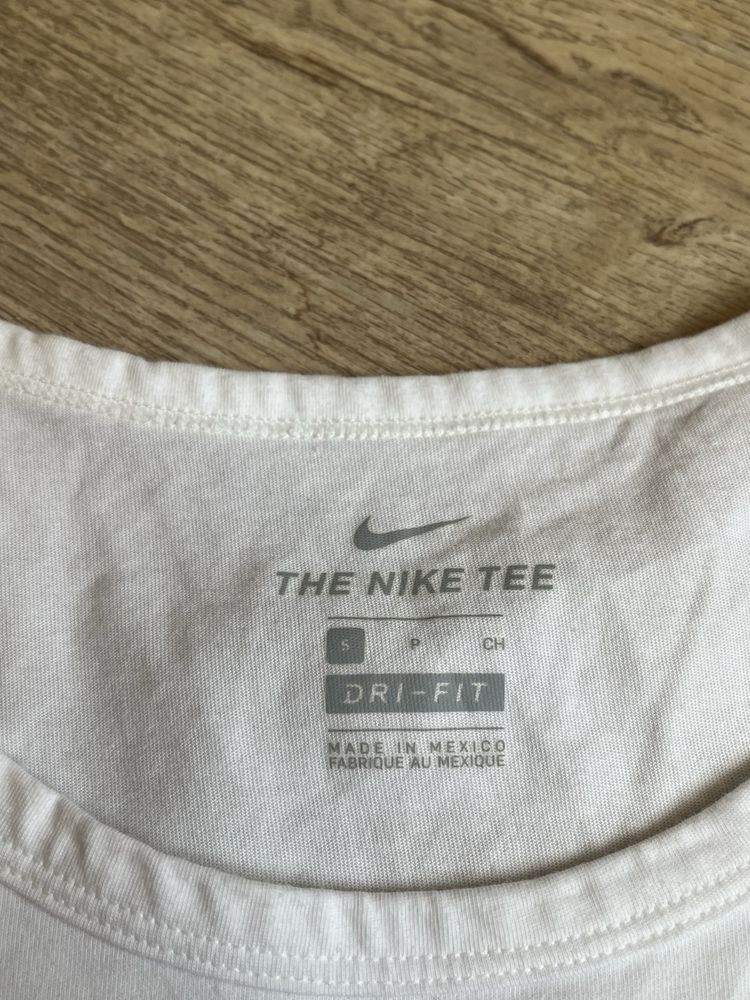 THE NIKE TEE
S P CH
DRI-FIT
MADE IN MEXICO
FABRIQUE AU MEXIQUE